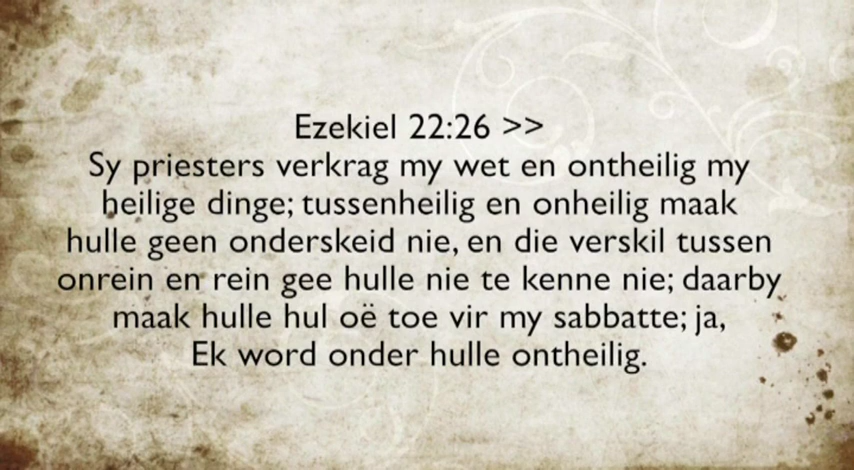 Ezekiel 22:26 >>
Sy priesters verkrag my wet en ontheilig my
heilige dinge; tussenheilig en onheilig maak
hulle geen onderskeid nie, en die verskil tussen
onrein en rein gee hulle nie te kenne nie; daarby
maak hulle hul oë toe vir my sabbatte; ja,
Ek word onder hulle ontheilig.